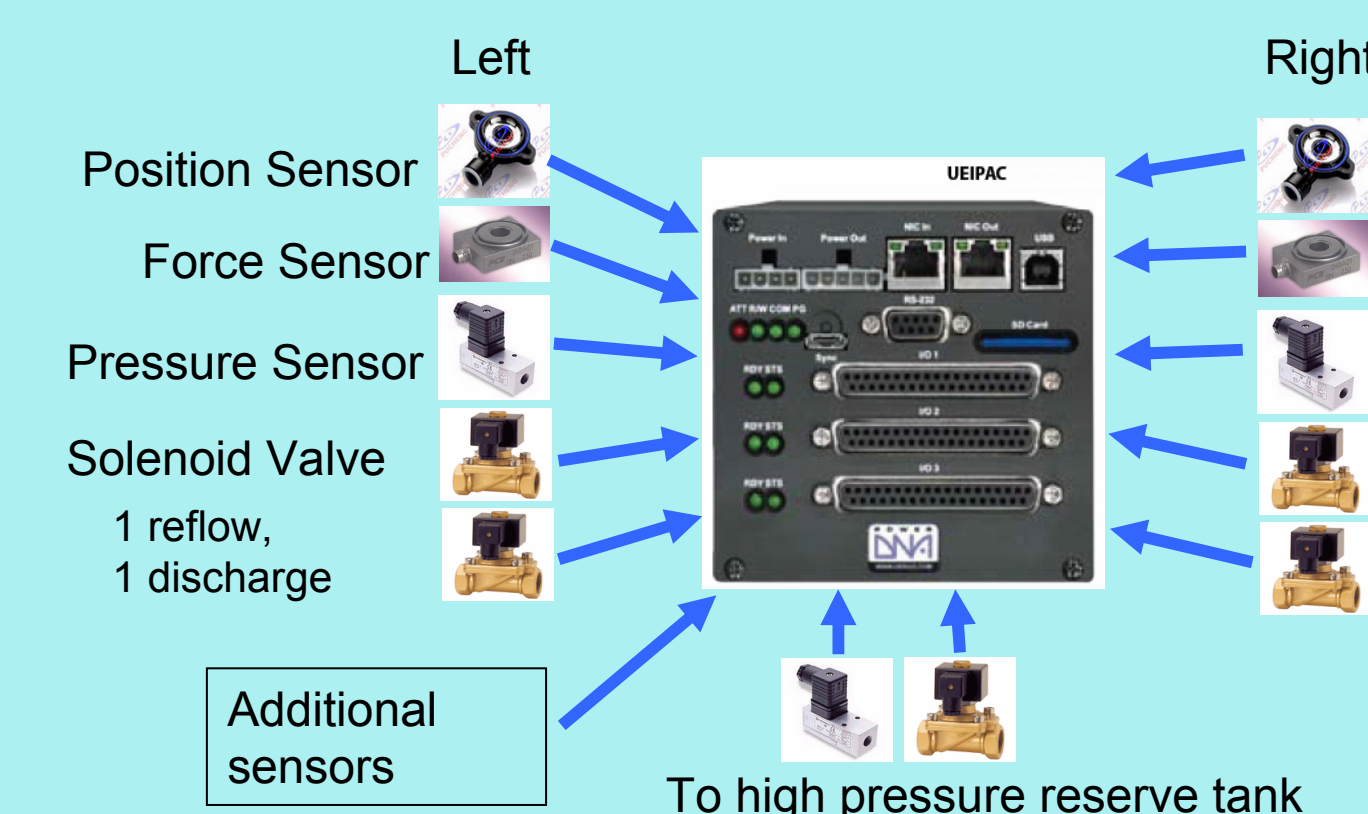 Left
Right
Position Sensor
UEIPAC
Force Sensor
Power In
Power Out
NIC In
NIC Out
USB
RS-232
ATT R/W COM PG
SD Card
Sync
I/O 1
Pressure Sensor
RDY STS
I/O 2
Solenoid Valve
RDY STS
I/O 3
1 reflow,
RDY STS
1 discharge
POWER
DNA
Additional
sensors
To high pressure reserve tank